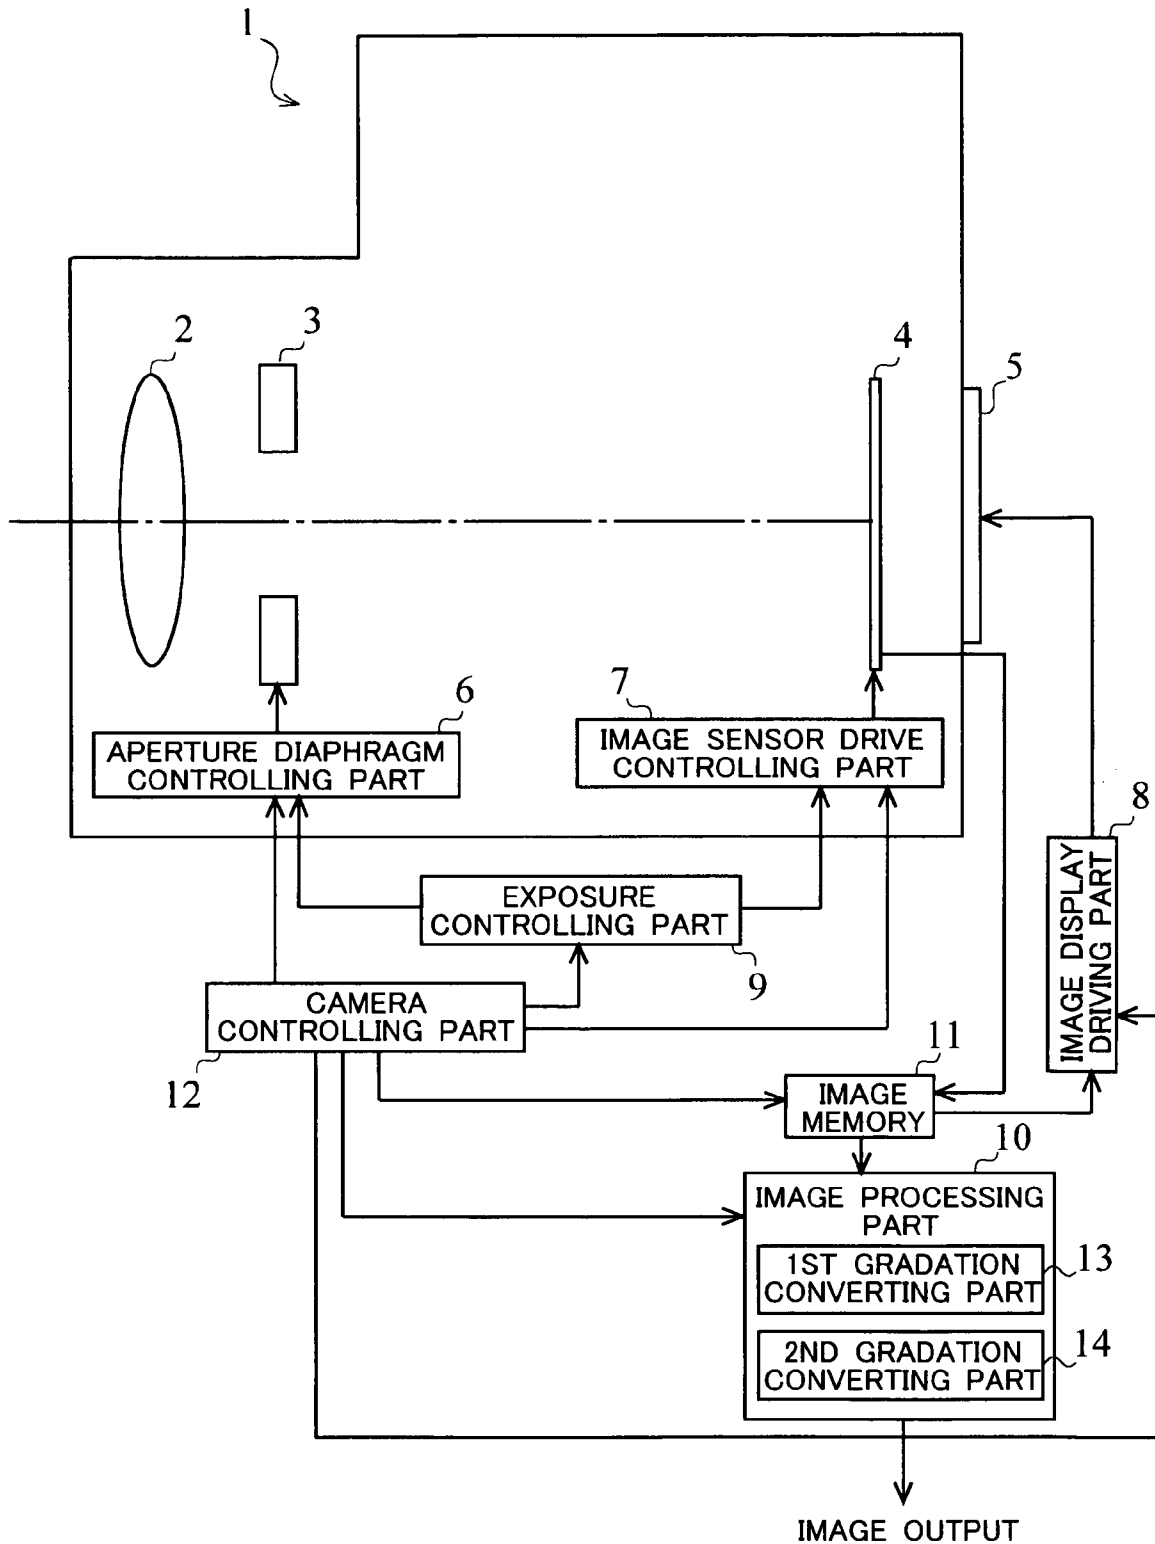 1
2
3
4
5
6
APERTURE DIAPHRAGM
CONTROLLING PART
7
IMAGE SENSOR DRIVE
CONTROLLING PART
8
IMAGE DISPLAY
DRIVING PART
EXPOSURE
CONTROLLING PART
9
CAMERA
CONTROLLING PART
12
11
IMAGE
MEMORY
10
IMAGE PROCESSING
PART
1ST GRADATION
CONVERTING PART
13
2ND GRADATION
CONVERTING PART
14
IMAGE OUTPUT